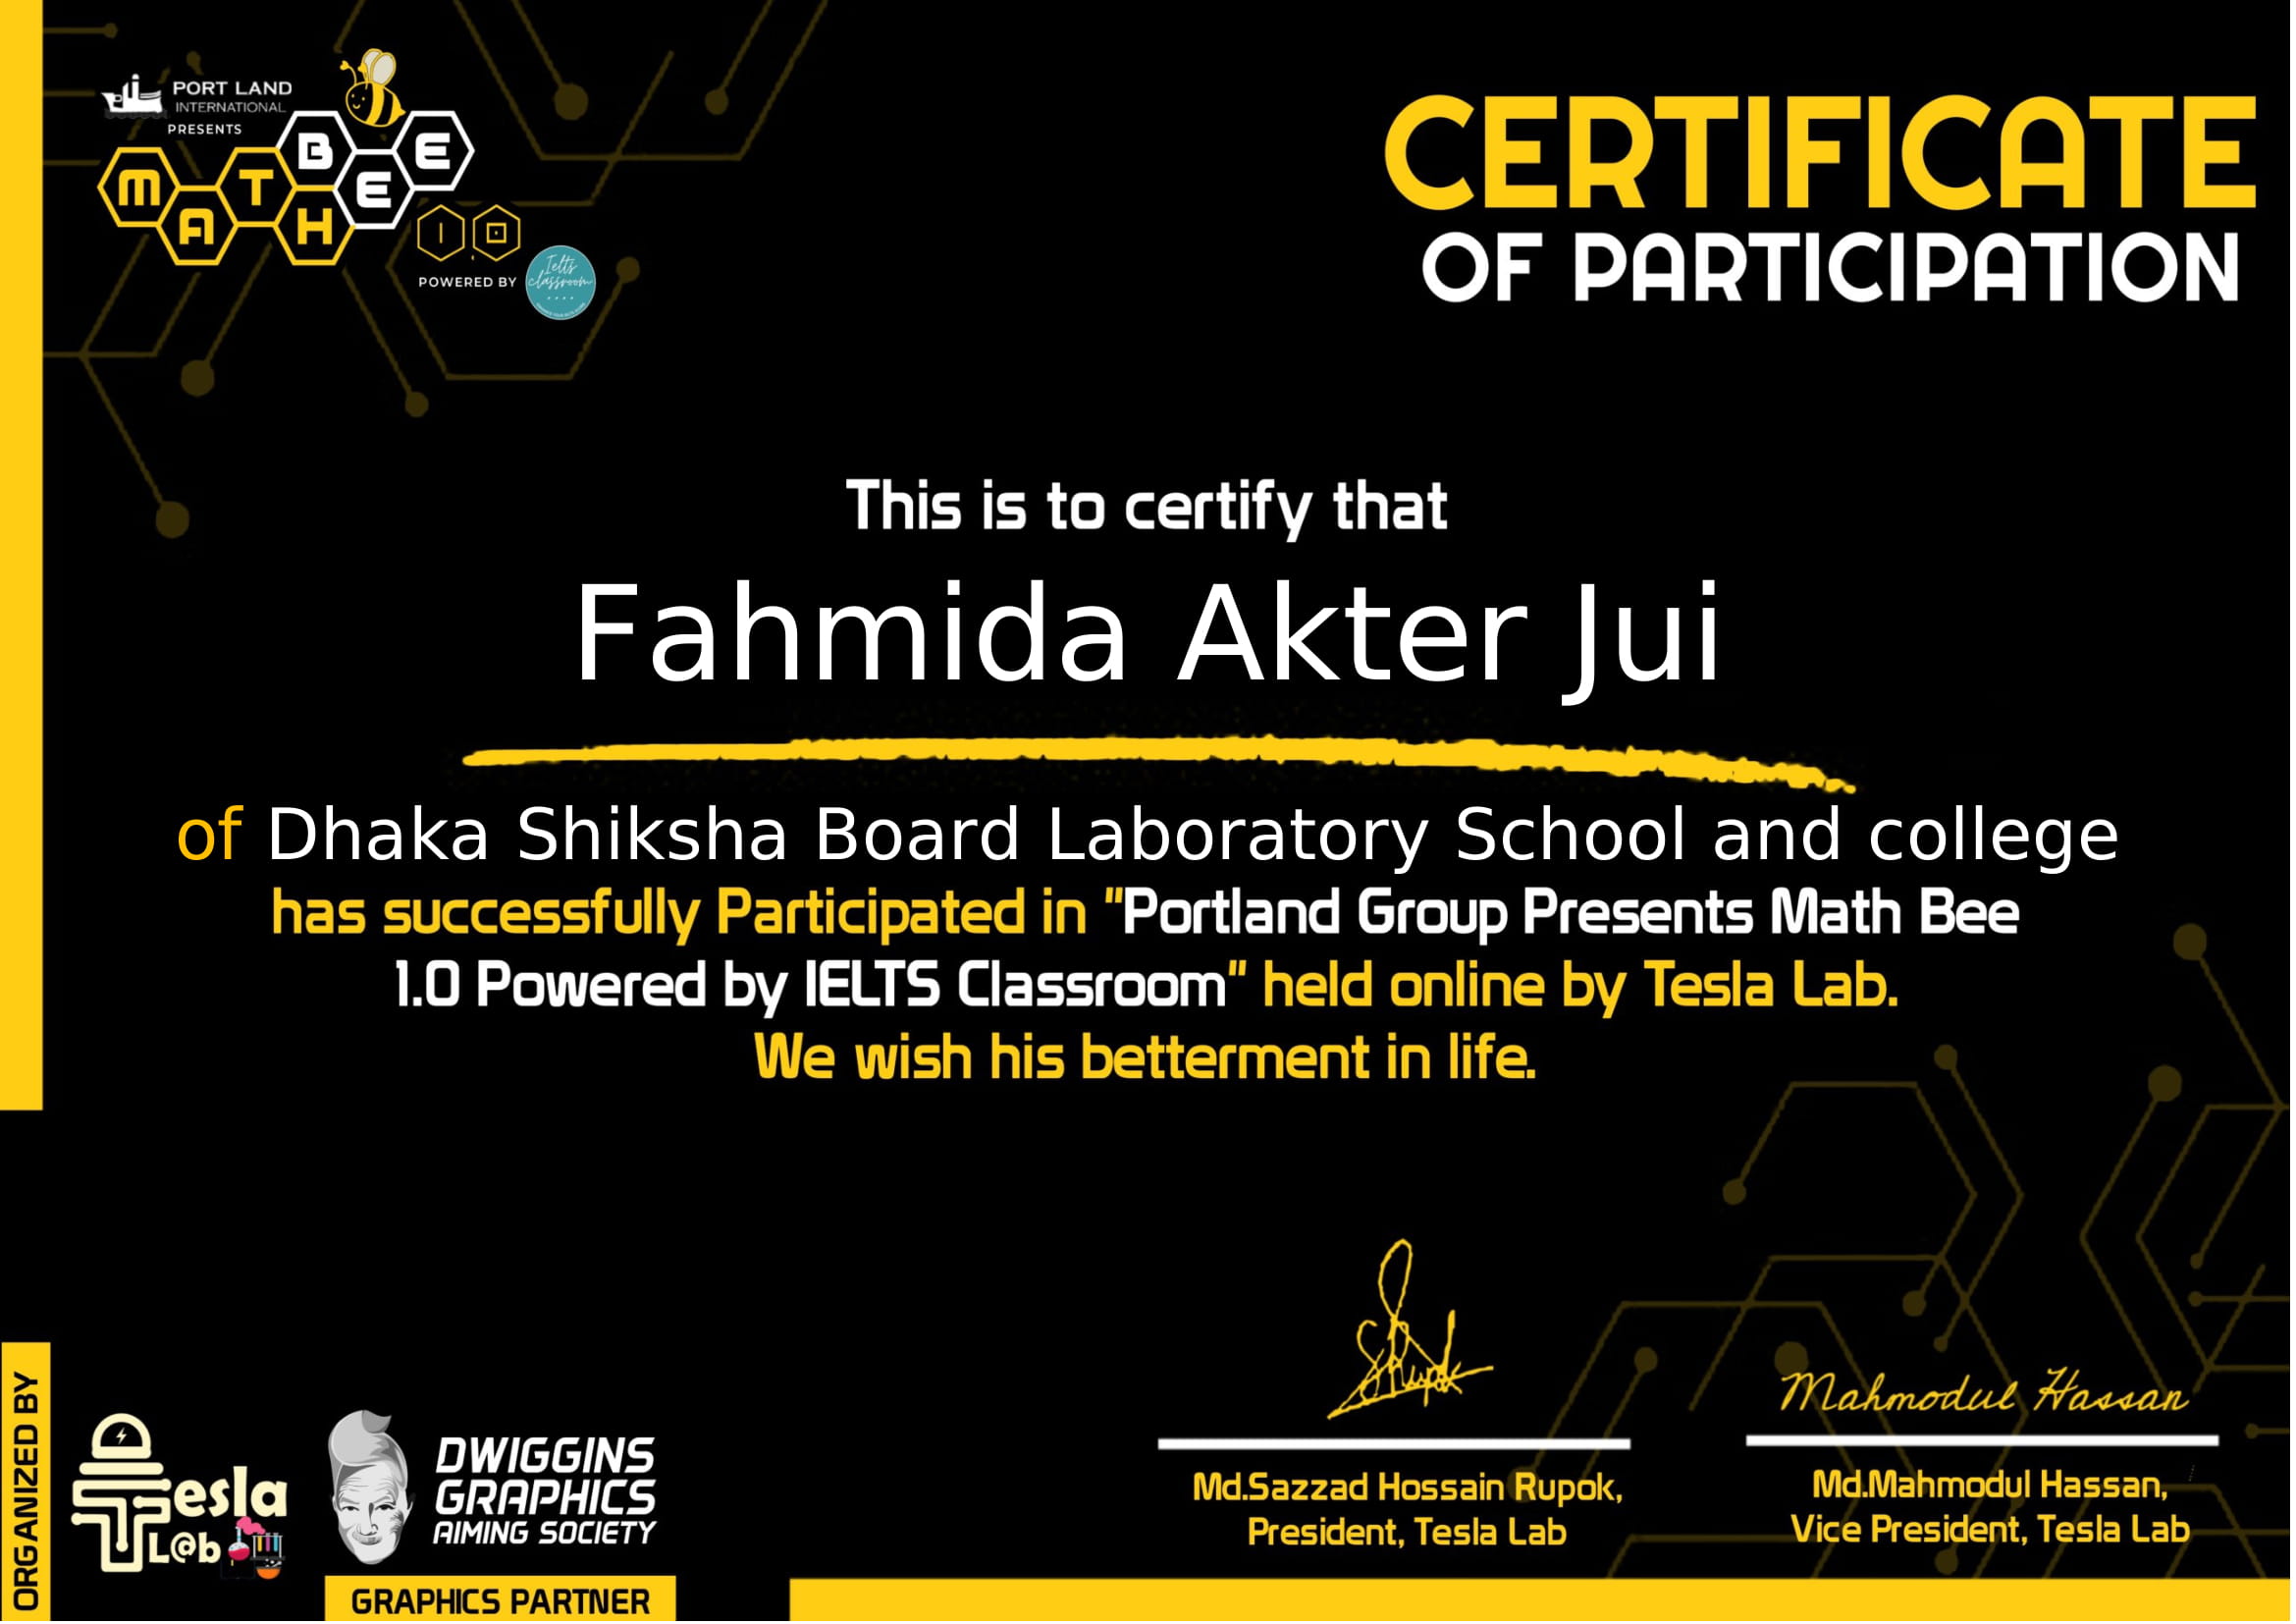 PORT LAND
INTERNATIONAL
PRESENTS
MATH BEE
1.0
POWERED BY
Ielts
classroom
CERTIFICATE
OF PARTICIPATION
This is to certify that
Fahmida Akter Jui
of Dhaka Shiksha Board Laboratory School and college
has successfully Participated in "Portland Group Presents Math Bee
1.0 Powered by IELTS Classroom" held online by Tesla Lab.
We wish his betterment in life.
ORGANIZED BY
Tesla
L@b
DWIGGINS
GRAPHICS
AIMING SOCIETY
GRAPHICS PARTNER
SRupok
Md.Sazzad Hossain Rupok,
President, Tesla Lab
Mahmodul Hassan
Md.Mahmodul Hassan,
Vice President, Tesla Lab